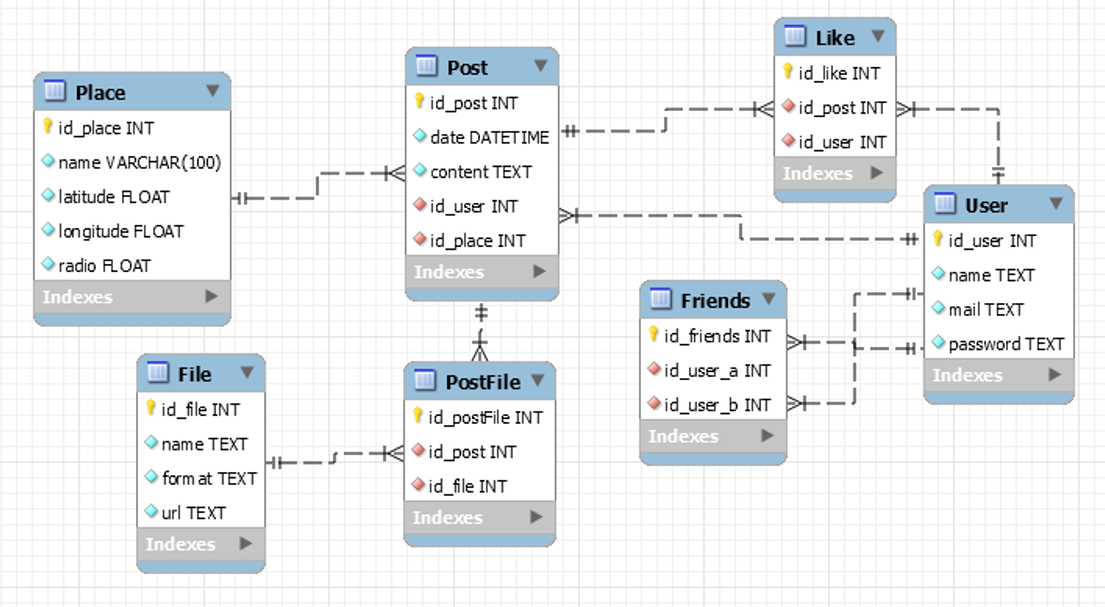 Place
id_place INT
name VARCHAR(100)
latitude FLOAT
longitude FLOAT
radio FLOAT
Indexes
Post
id_post INT
date DATETIME
content TEXT
id_user INT
id_place INT
Indexes
Like
id_like INT
id_post INT
id_user INT
Indexes
User
id_user INT
name TEXT
mail TEXT
password TEXT
Indexes
Friends
id_friends INT
id_user_a INT
id_user_b INT
Indexes
File
id_file INT
name TEXT
format TEXT
url TEXT
Indexes
PostFile
id_postFile INT
id_post INT
id_file INT
Indexes